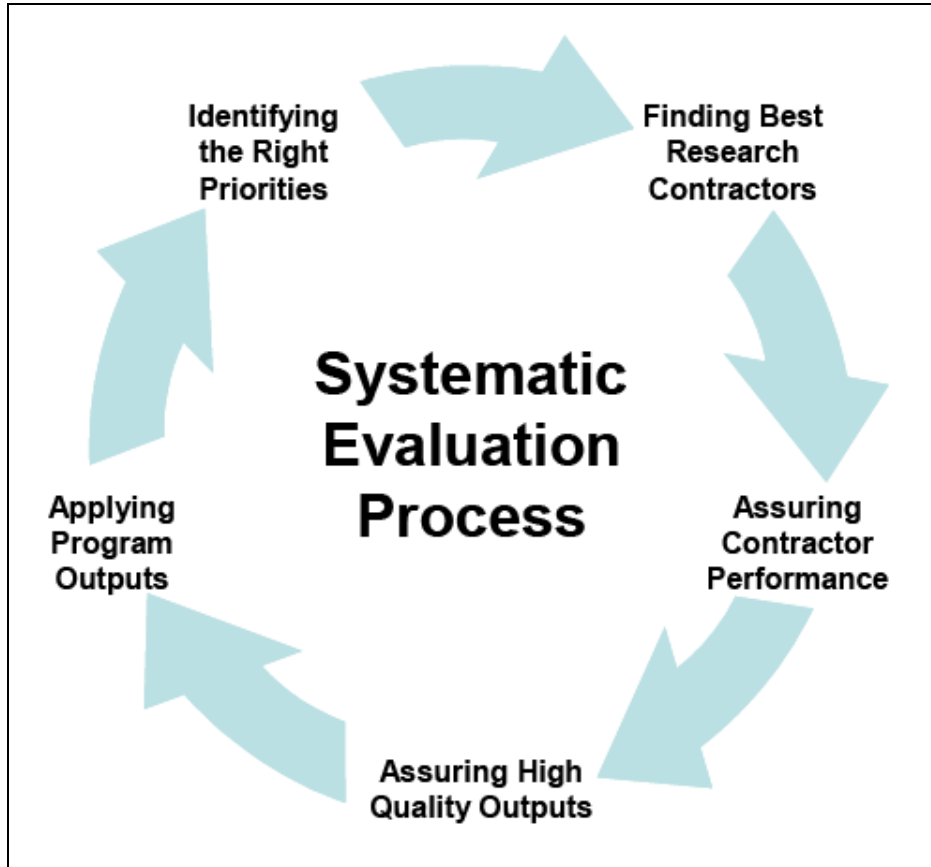 Identifying
the Right
Priorities
Finding Best
Research
Contractors
Systematic
Evaluation
Process
Applying
Program
Outputs
Assuring
Contractor
Performance
Assuring High
Quality Outputs